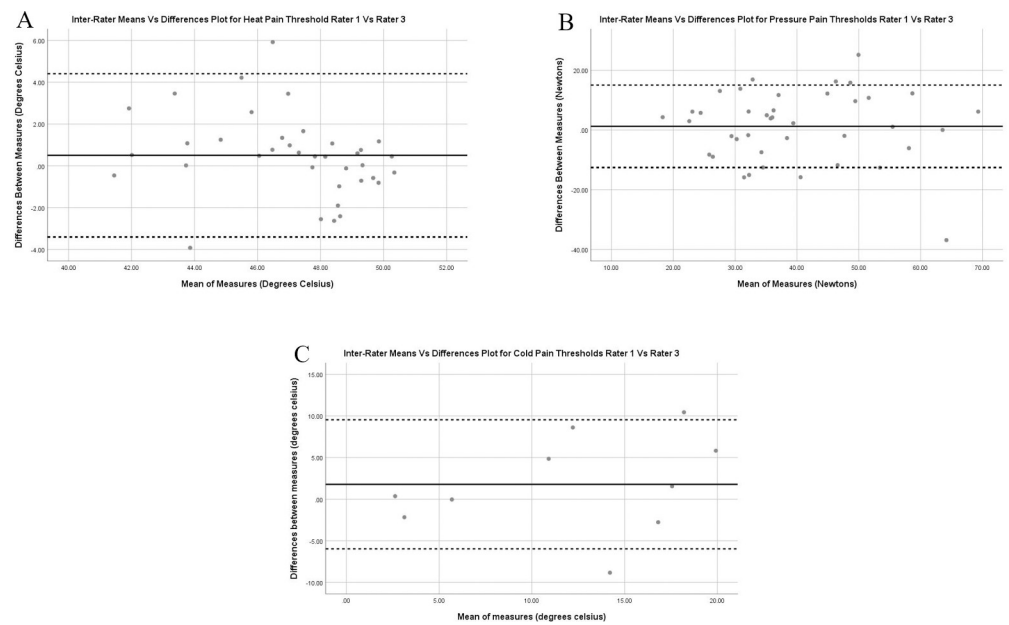 A
Inter-Rater Means Vs Differences Plot for Heat Pain Threshold Rater 1 Vs Rater 3
Differences Between Measures (Degrees Celsius)
6.00
4.00
2.00
.00
-2.00
-4.00
40.00 42.00 44.00 46.00 48.00 50.00 52.00
Mean of Measures (Degrees Celsius)
B
Inter-Rater Means Vs Differences Plot for Pressure Pain Thresholds Rater 1 Vs Rater 3
Differences Between Measures (Newtons)
20.00
.00
-20.00
-40.00
10.00 20.00 30.00 40.00 50.00 60.00 70.00
Mean of Measures (Newtons)
C
Inter-Rater Means Vs Differences Plot for Cold Pain Thresholds Rater 1 Vs Rater 3
Differences between measures (degrees celsius)
15.00
10.00
5.00
.00
-5.00
-10.00
.00 5.00 10.00 15.00 20.00
Mean of measures (degrees celsius)